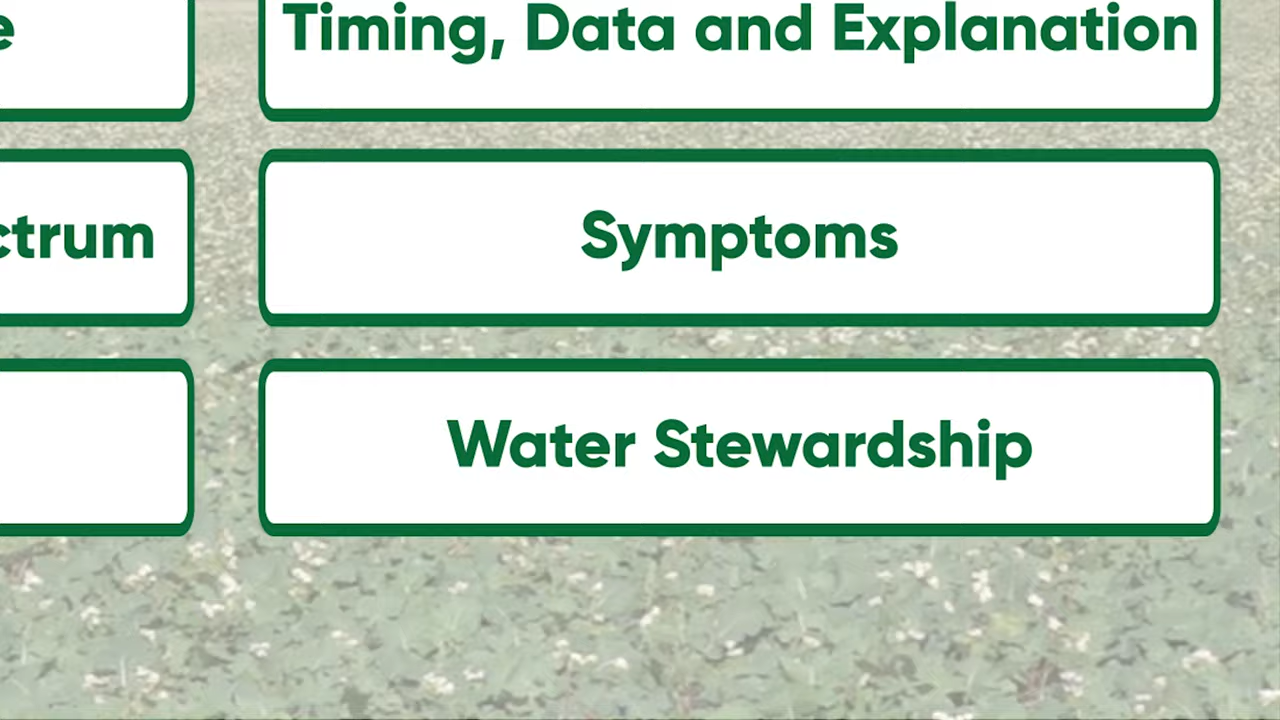 Timing, Data and Explanation
Symptoms
Water Stewardship